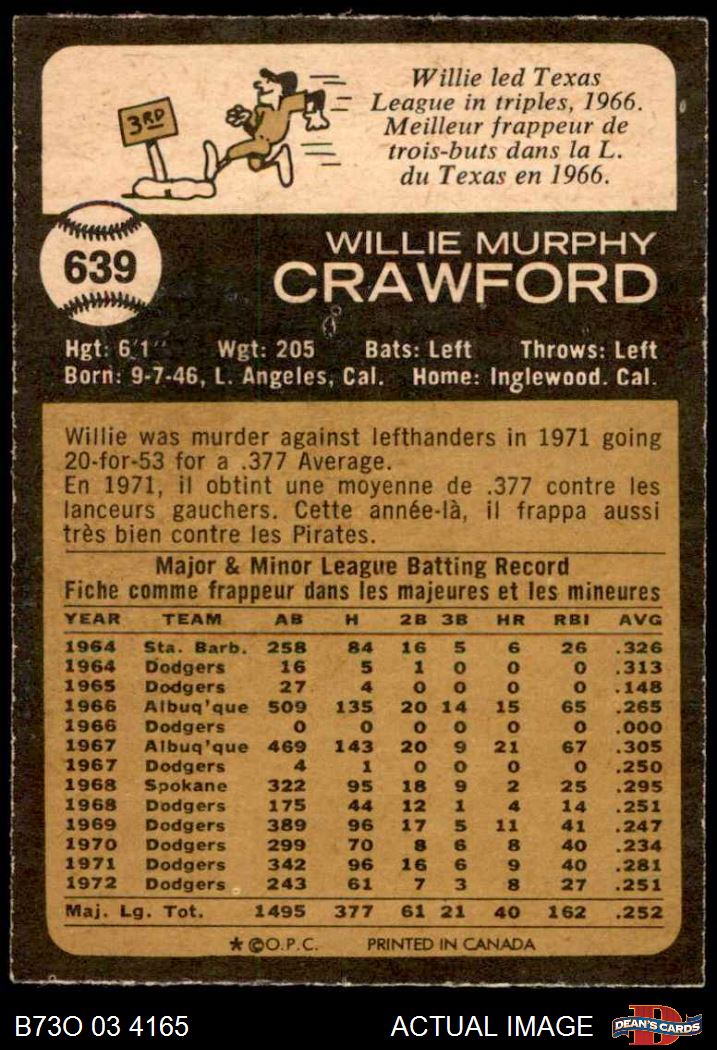 3RD
Willie led Texas
League in triples, 1966.
Meilleur frappeur de
trois-buts dans la L.
du Texas en 1966.
639
WILLIE MURPHY
CRAWFORD
Hgt: 6'1" Wgt: 205 Bats: Left Throws: Left
Born: 9-7-46, L. Angeles, Cal. Home: Inglewood. Cal.
Willie was murder against lefthanders in 1971 going
20-for-53 for a .377 Average.
En 1971, il obtint une moyenne de .377 contre les
lanceurs gauchers. Cette année-là, il frappa aussi
très bien contre les Pirates.
Major & Minor League Batting Record
Fiche comme frappeur dans les majeures et les mineures
YEAR TEAM AB H 2B 3B HR RBI AVG
1964 Sta. Barb. 258 84 16 5 6 26 .326
1964 Dodgers 16 5 1 0 0 0 .313
1965 Dodgers 27 4 0 0 0 0 .148
1966 Albuq'que 509 135 20 14 15 65 .265
1966 Dodgers 0 0 0 0 0 0 .000
1967 Albuq'que 469 143 20 9 21 67 .305
1967 Dodgers 4 1 0 0 0 0 .250
1968 Spokane 322 95 18 9 2 25 .295
1968 Dodgers 175 44 12 1 4 14 .251
1969 Dodgers 389 96 17 5 11 41 .247
1970 Dodgers 299 70 8 6 8 40 .234
1971 Dodgers 342 96 16 6 9 40 .281
1972 Dodgers 243 61 7 3 8 27 .251
Maj. Lg. Tot. 1495 377 61 21 40 162 .252
★ ©O.P.C. PRINTED IN CANADA
B73O 03 4165 ACTUAL IMAGE DEAN'S CARDS